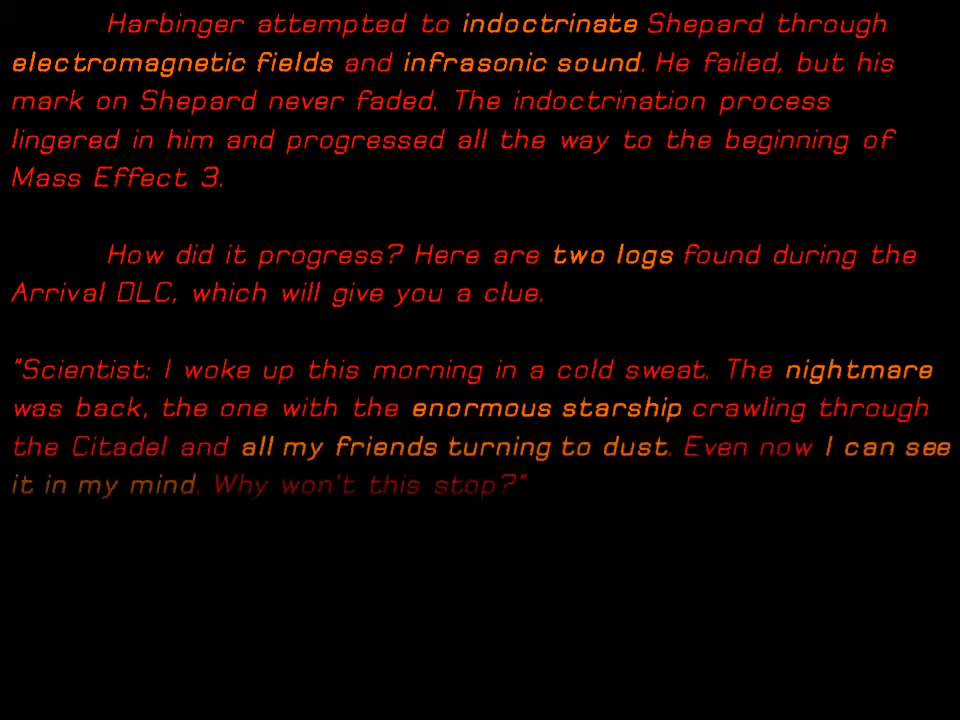 Harbinger attempted to indoctrinate Shepard through
electromagnetic fields and infrasonic sound. He failed, but his
mark on Shepard never faded. The indoctrination process
lingered in him and progressed all the way to the beginning of
Mass Effect 3.
How did it progress? Here are two logs found during the
Arrival DLC, which will give you a clue.
"Scientist: I woke up this morning in a cold sweat. The nightmare
was back, the one with the enormous starship crawling through
the Citadel and all my friends turning to dust. Even now I can see
it in my mind. Why won't this stop?"